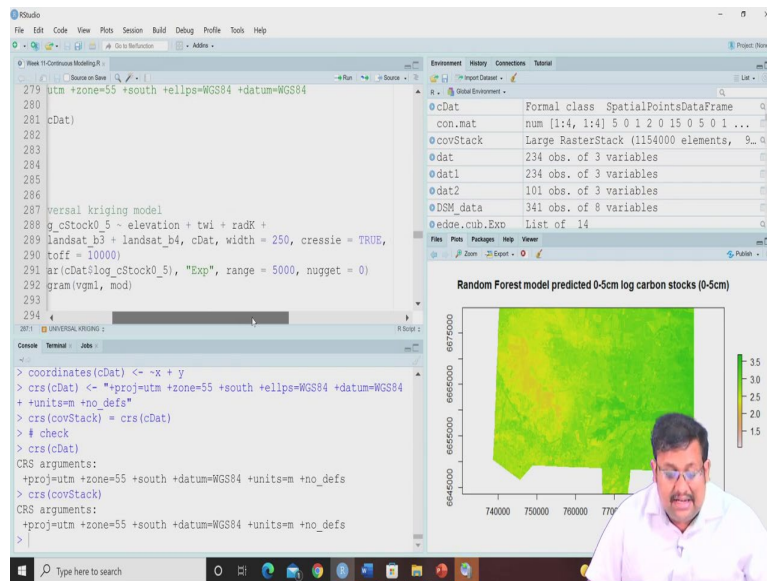 RStudio
File Edit Code View Plots Session Build Debug Profile Tools Help
Go to file/function
Addins
Project: (None
Week 11-Continuous Modeling.R
Source on Save
Run
Source
279 utm +zone=55 +south +ellps=WGS84 +datum=WGS84
280
281 cDat)
282
283
284
285
286
287 versal kriging model
288 g_cStock0_5 ~ elevation + twi + radK +
289 landsat_b3 + landsat_b4, cDat, width = 250, cressie = TRUE,
290 toff = 10000)
291 ar(cDat$log_cStock0_5), "Exp", range = 5000, nugget = 0)
292 gram(vgm1, mod)
293
294
287:1 UNIVERSAL KRIGING
R Script
Console Terminal Jobs
> coordinates(cDat) <- ~x + y
> crs(cDat) <- "+proj=utm +zone=55 +south +ellps=WGS84 +datum=WGS84
+ +units=m +no_defs"
> crs(covStack) = crs(cDat)
> # check
> crs(cDat)
CRS arguments:
+proj=utm +zone=55 +south +datum=WGS84 +units=m +no_defs
> crs(covStack)
CRS arguments:
+proj=utm +zone=55 +south +datum=WGS84 +units=m +no_defs
>
Environment History Connections Tutorial
Import Dataset
List
R Global Environment
cDat Formal class SpatialPointsDataFrame
con.mat num [1:4, 1:4] 5 0 1 2 0 15 0 5 0 1 ...
covStack Large RasterStack (1154000 elements, 9…
dat 234 obs. of 3 variables
dat1 234 obs. of 3 variables
dat2 101 obs. of 3 variables
DSM_data 341 obs. of 8 variables
edge.cub.Exp List of 14
Files Plots Packages Help Viewer
Zoom Export Publish
Random Forest model predicted 0-5cm log carbon stocks (0-5cm)
6675000
6665000
6655000
6645000
740000 750000 760000
3.5
3.0
2.5
2.0
1.5
Type here to search